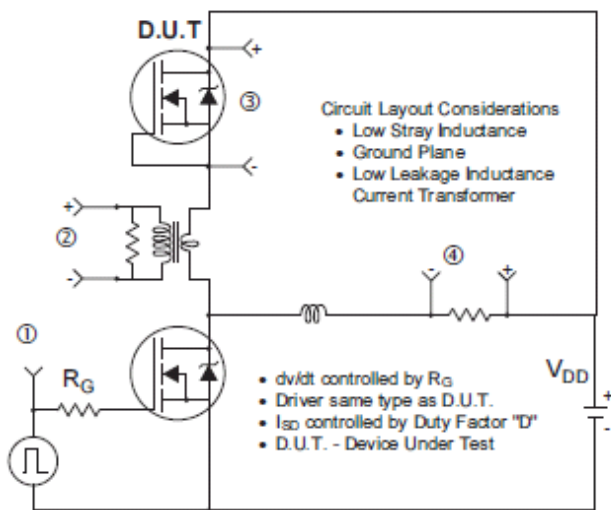 D.U.T
+
③
-
Circuit Layout Considerations
• Low Stray Inductance
• Ground Plane
• Low Leakage Inductance
Current Transformer
+
②
-
④
- +
①
RG
VDD
+
-
• dv/dt controlled by RG
• Driver same type as D.U.T.
• ISD controlled by Duty Factor "D"
• D.U.T. - Device Under Test